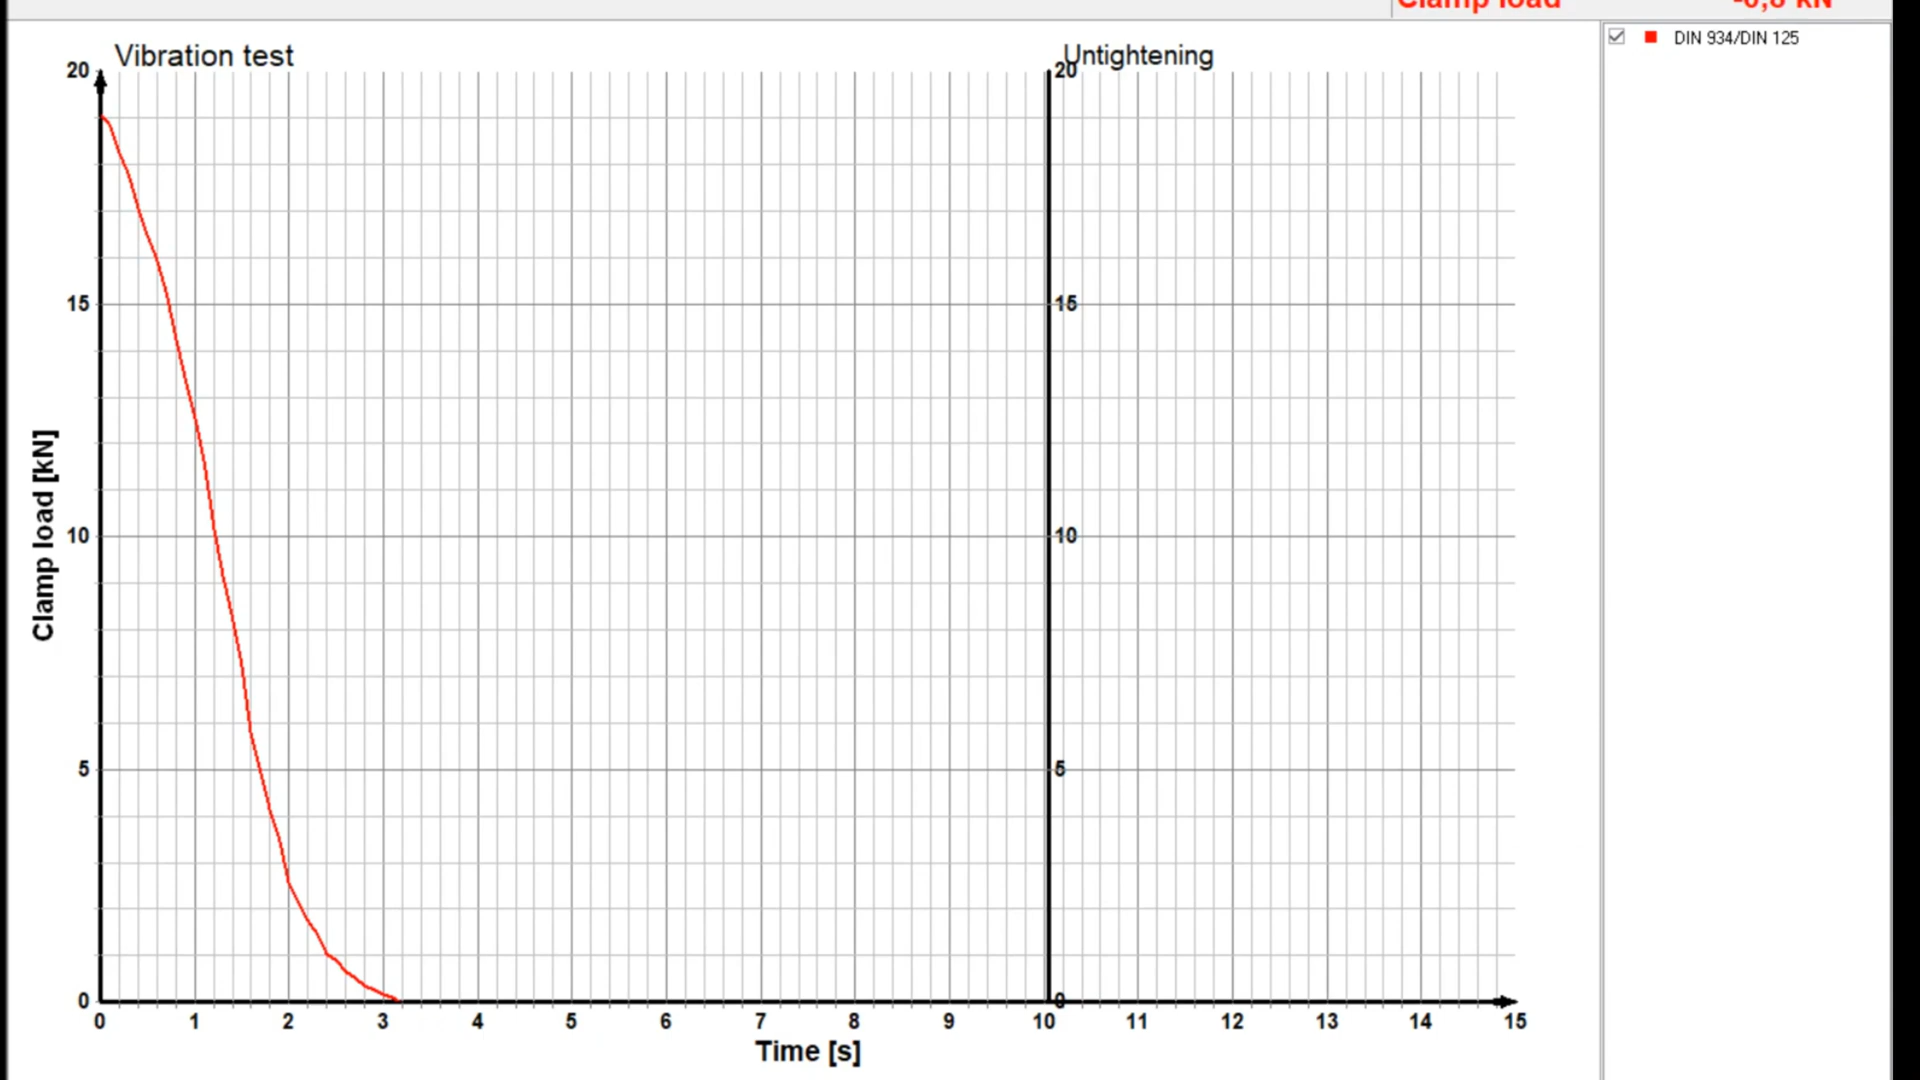 Clamp load
DIN 934/DIN 125
Vibration test
Untightening
20
15
10
5
0
20
15
10
5
0
Clamp load [kN]
0 1 2 3 4 5 6 7 8 9 10 11 12 13 14 15
Time [s]